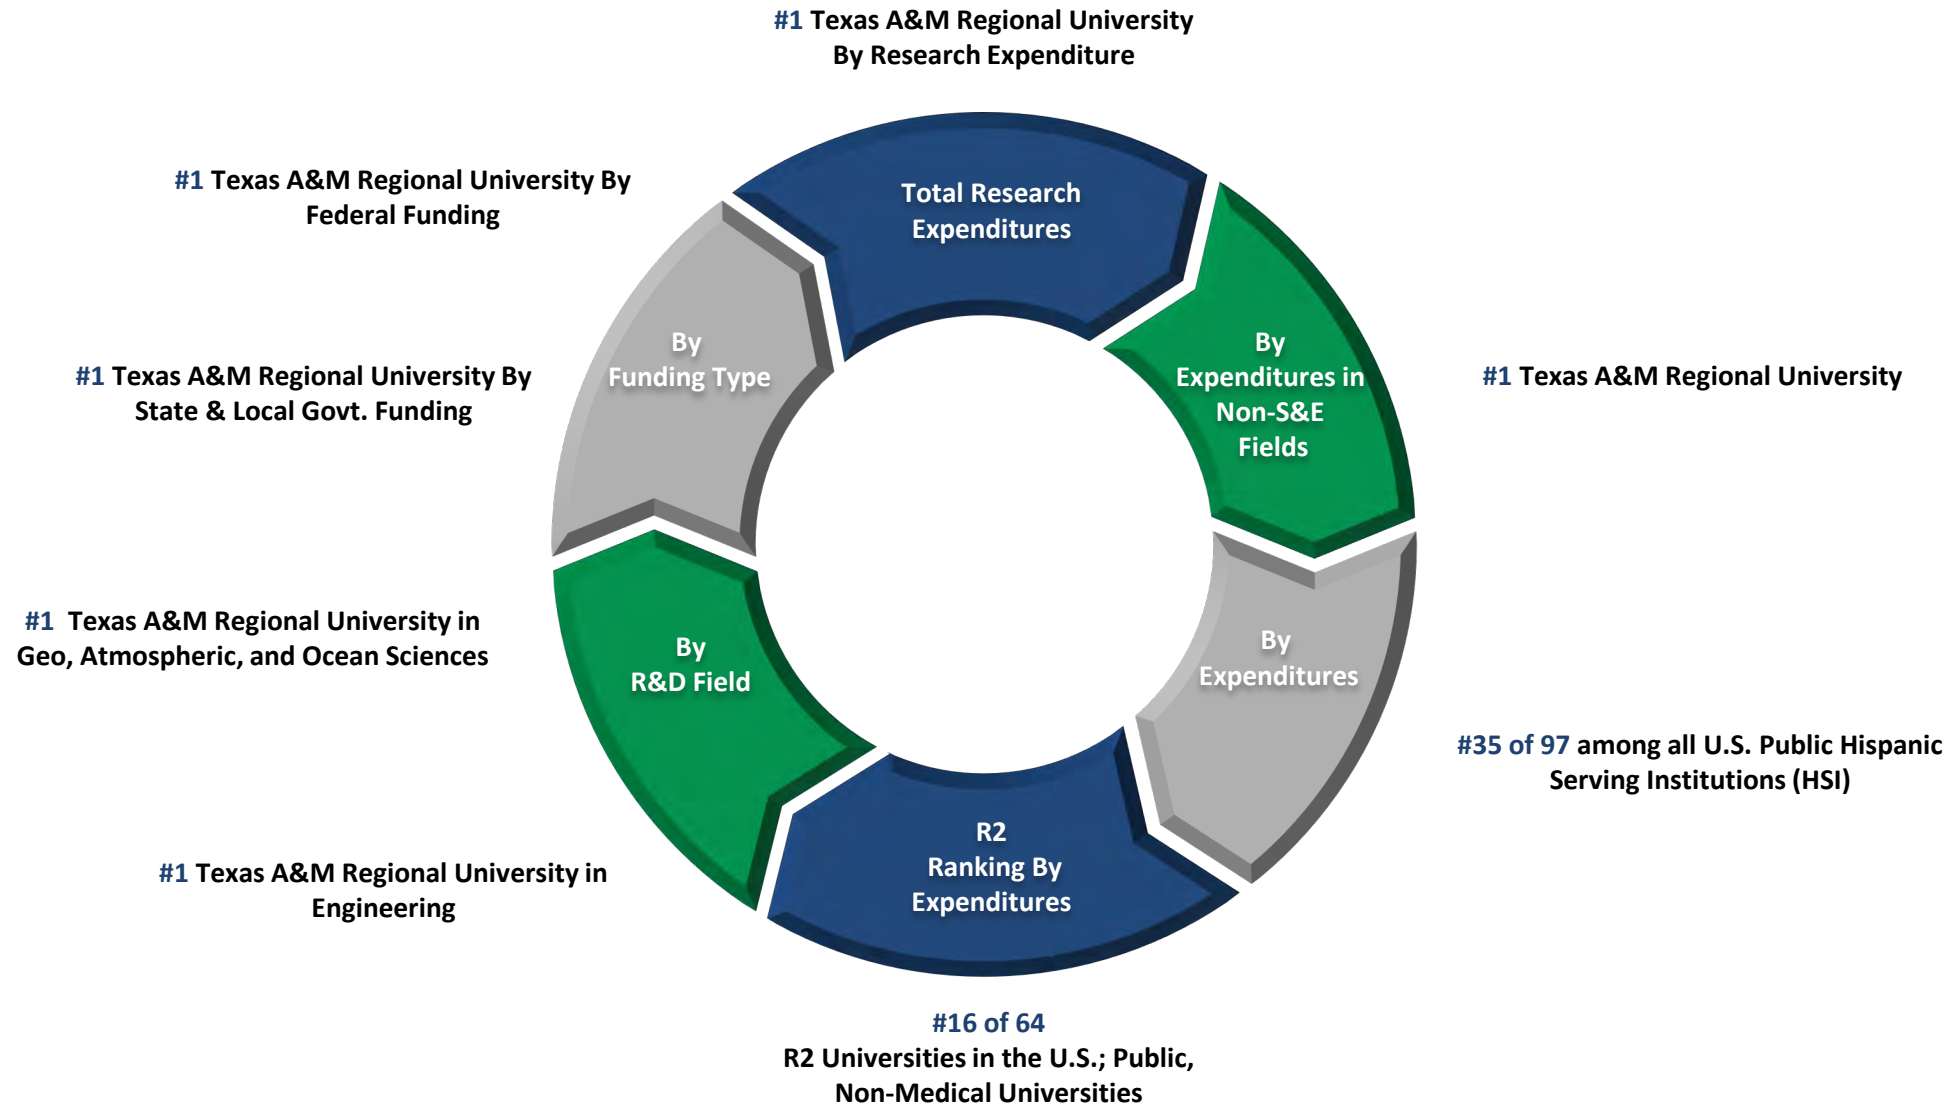 #1 Texas A&M Regional University
By Research Expenditure
#1 Texas A&M Regional University By
Federal Funding
Total Research
Expenditures
By
Funding Type
By
Expenditures in
Non-S&E
Fields
#1 Texas A&M Regional University By
State & Local Govt. Funding
#1 Texas A&M Regional University
#1 Texas A&M Regional University in
Geo, Atmospheric, and Ocean Sciences
By
R&D Field
By
Expenditures
#35 of 97 among all U.S. Public Hispanic
Serving Institutions (HSI)
#1 Texas A&M Regional University in
Engineering
R2
Ranking By
Expenditures
#16 of 64
R2 Universities in the U.S.; Public,
Non-Medical Universities